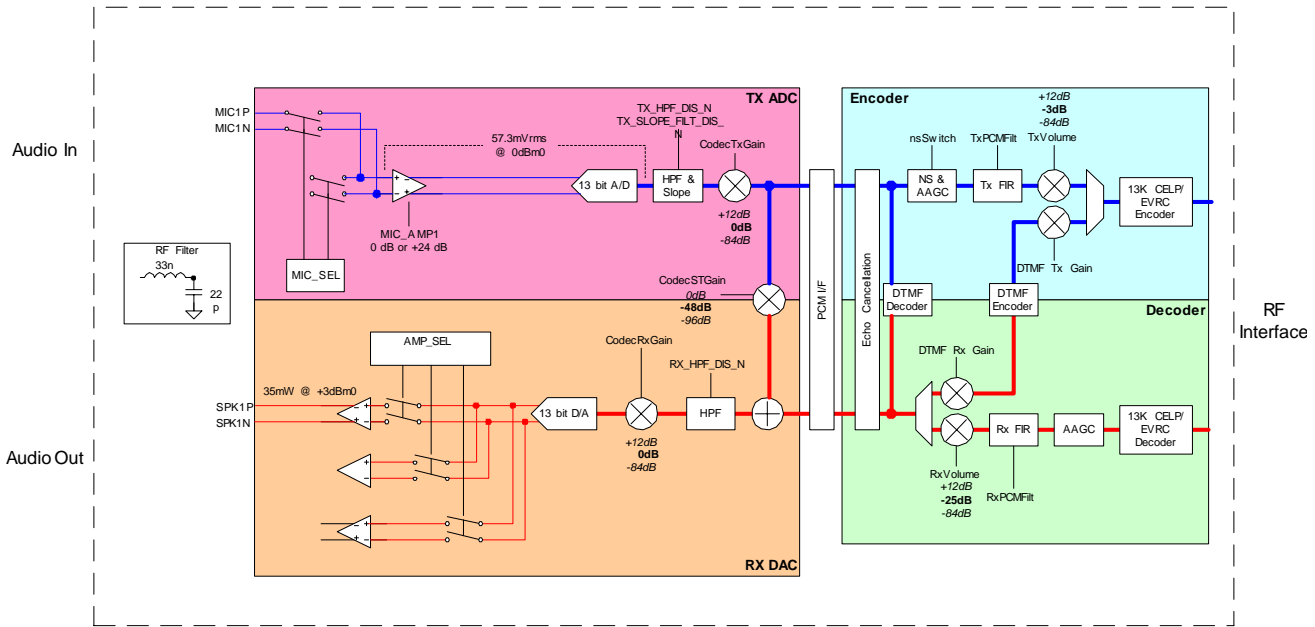 TX ADC
Encoder
MIC1P
MIC1N
TX_HPF_DIS_N
TX_SLOPE_FILT_DIS_
N
57.3mVrms
@ 0dBm0
CodecTxGain
nsSwitch
TxPCMFilt
+12dB
-3dB
-84dB
TxVolume
Audio In
13 bit A/D
HPF &
Slope
NS &
AAGC
Tx FIR
13K CELP/
EVRC
Encoder
MIC_A MP1
0 dB or +24 dB
+12dB
0dB
-84dB
RF Filter
33n
22
p
MIC_SEL
DTMF Tx Gain
CodecSTGain
0dB
-48dB
-96dB
PCM I/F
Echo Cancellation
DTMF
Decoder
DTMF
Encoder
Decoder
RF
Interface
AMP_SEL
CodecRxGain
RX_HPF_DIS_N
DTMF Rx Gain
35mW @ +3dBm0
SPK1P
SPK1N
13 bit D/A
HPF
Rx FIR
AAGC
13K CELP/
EVRC
Decoder
+12dB
0dB
-84dB
Audio Out
RxVolume
+12dB
-25dB
-84dB
RxPCMFilt
RX DAC